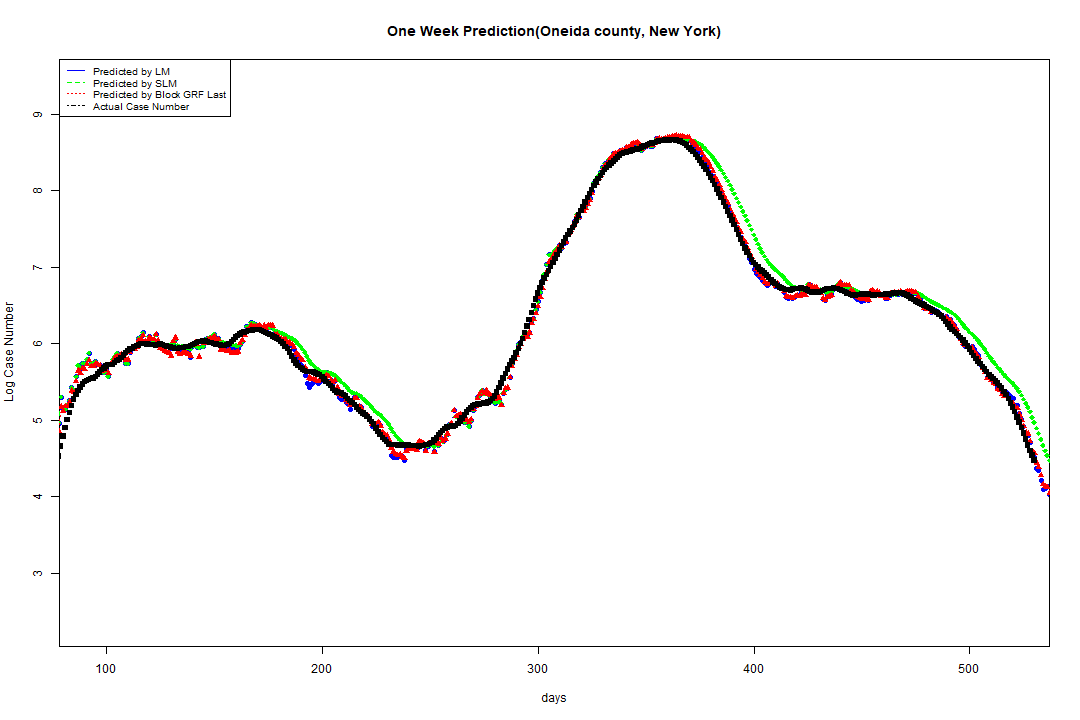 One Week Prediction(Oneida county, New York)
Predicted by LM
Predicted by SLM
Predicted by Block GRF Last
Actual Case Number
9
8
7
6
5
4
3
Log Case Number
100 200 300 400 500
days